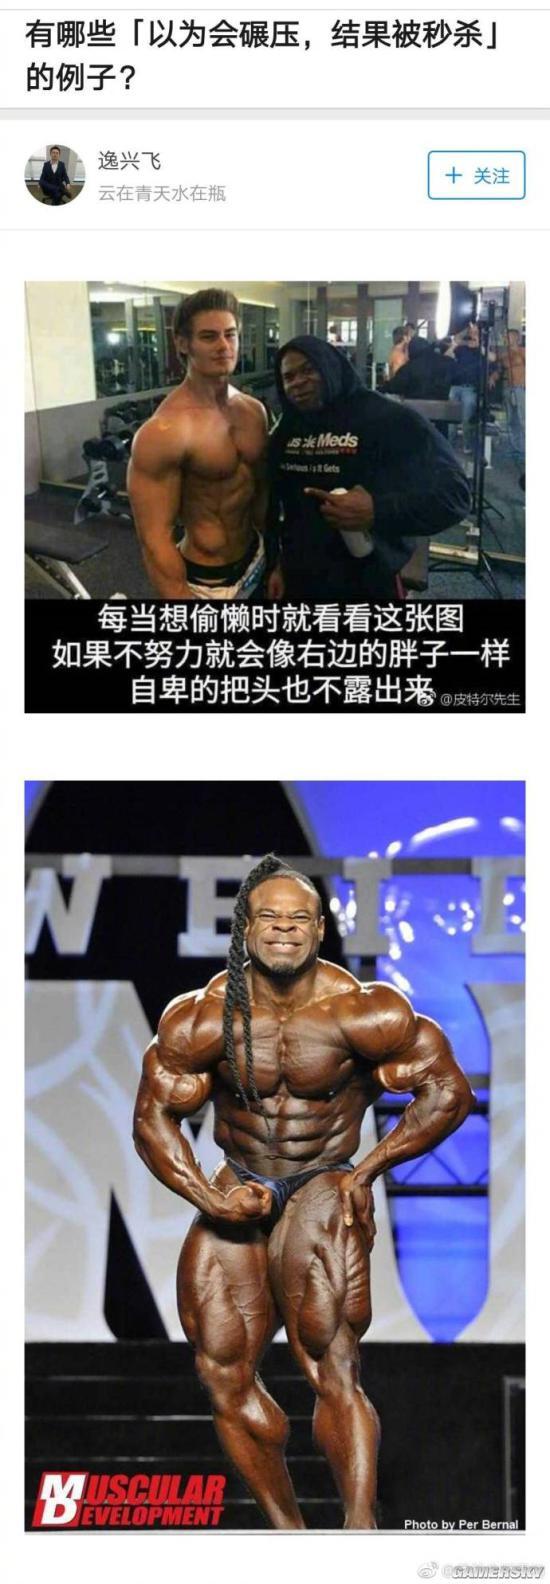 有哪些「以为会碾压，结果被秒杀」
的例子？
逸兴飞
云在青天水在瓶
+ 关注
Meds
每当想偷懒时就看看这张图
如果不努力就会像右边的胖子一样
自卑的把头也不露出来
@皮特尔先生
WEI
MUSCULAR
DEVELOPMENT
Photo by Per Bernal
GAMERSKY